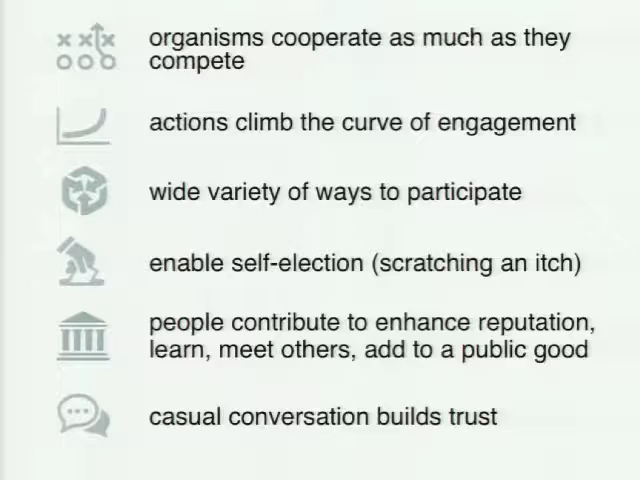 organisms cooperate as much as they
compete
actions climb the curve of engagement
wide variety of ways to participate
enable self-election (scratching an itch)
people contribute to enhance reputation,
learn, meet others, add to a public good
casual conversation builds trust